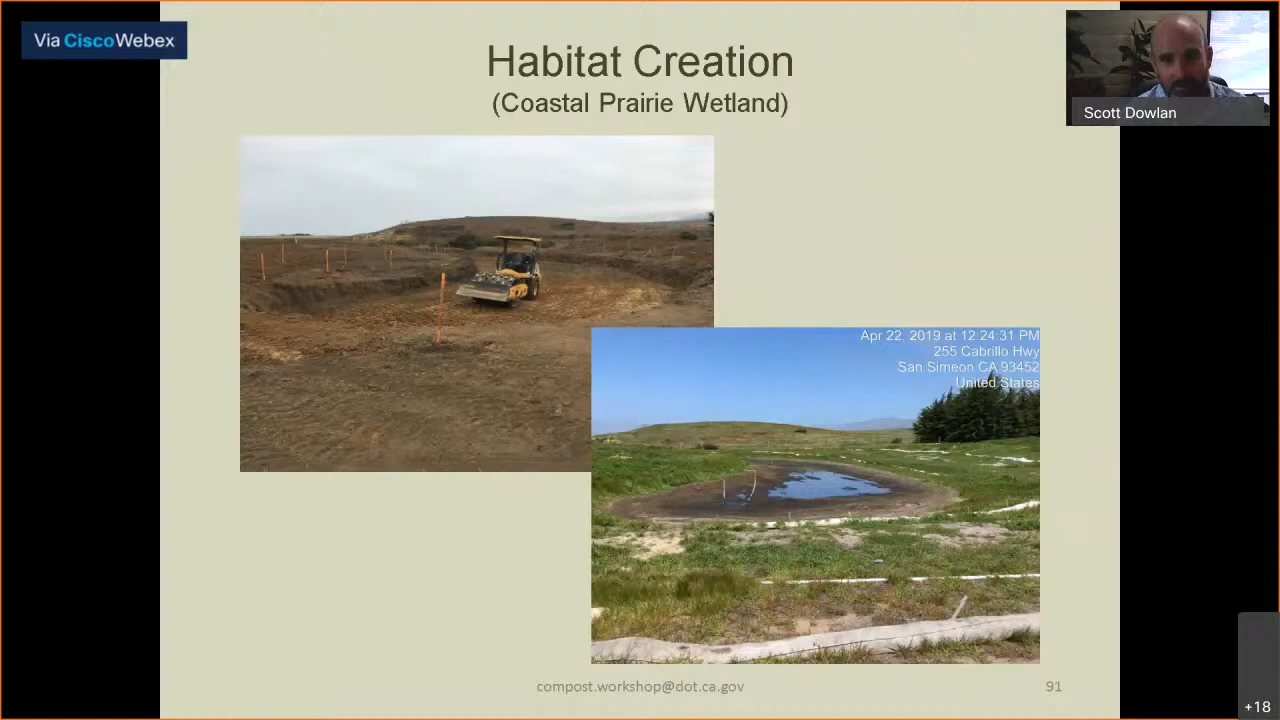 Via CiscoWebex
Habitat Creation
(Coastal Prairie Wetland)
Scott Dowlan
Apr 22, 2019 at 12:24:31 PM
255 Cabrillo Hwy
San Simeon CA 93452
United States
compost.workshop@dot.ca.gov
91
+18